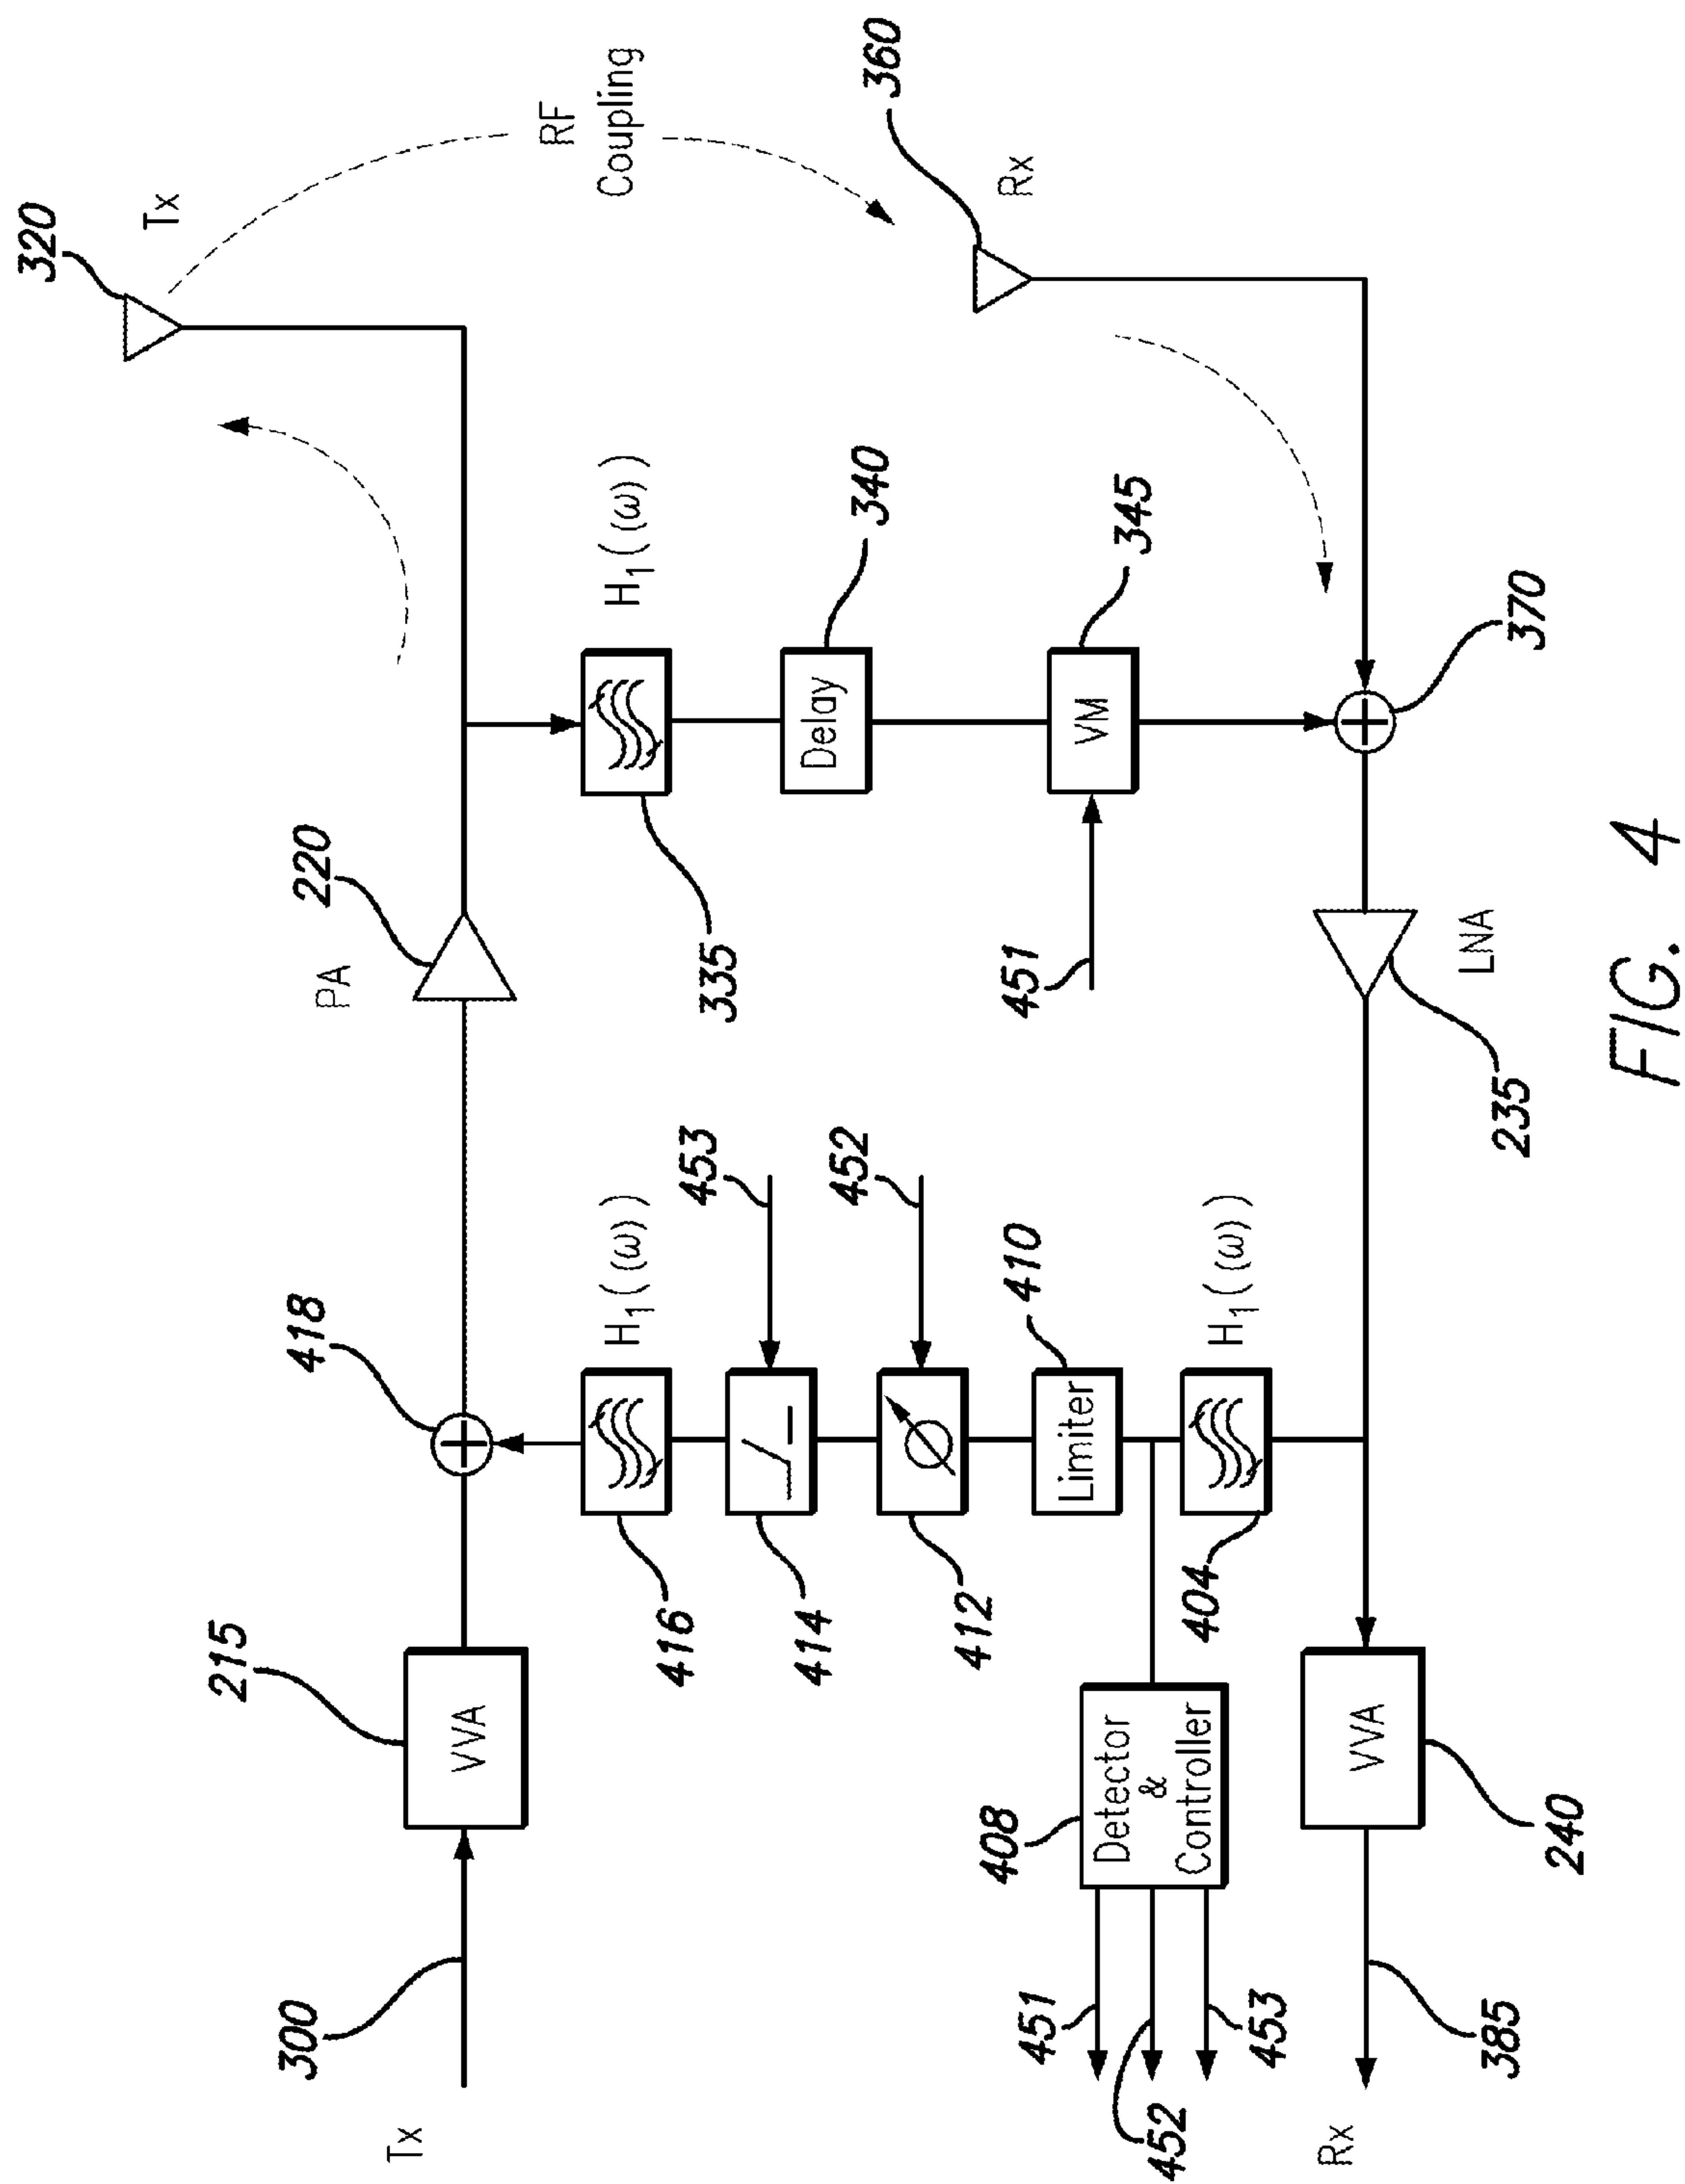 320
Tx
RF
Coupling
360
Rx
PA
220
H1((ω))
335
Delay
340
VM
345
451
370
LNA
235
418
H1((ω))
453
452
410
H1((ω))
416
414
412
Limiter
404
215
VVA
300
Tx
408
Detector
&
Controller
451
452
453
VVA
240
385
Rx
FIG. 4